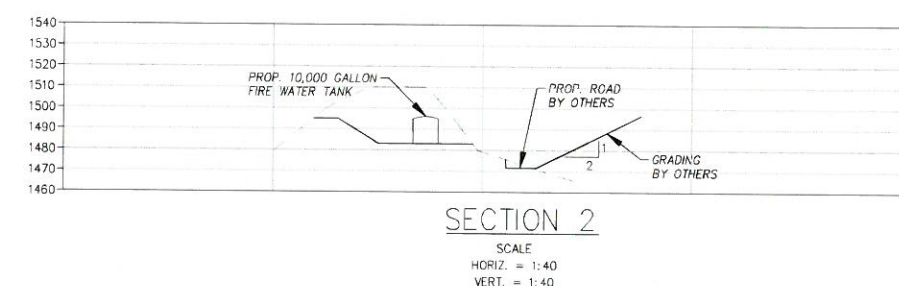 1540
1530
1520
1510
1500
1490
1480
1470
1460
PROP. 10,000 GALLON
FIRE WATER TANK
PROP. ROAD
BY OTHERS
1
2
GRADING
BY OTHERS
SECTION 2
SCALE
HORIZ. = 1:40
VERT. = 1:40